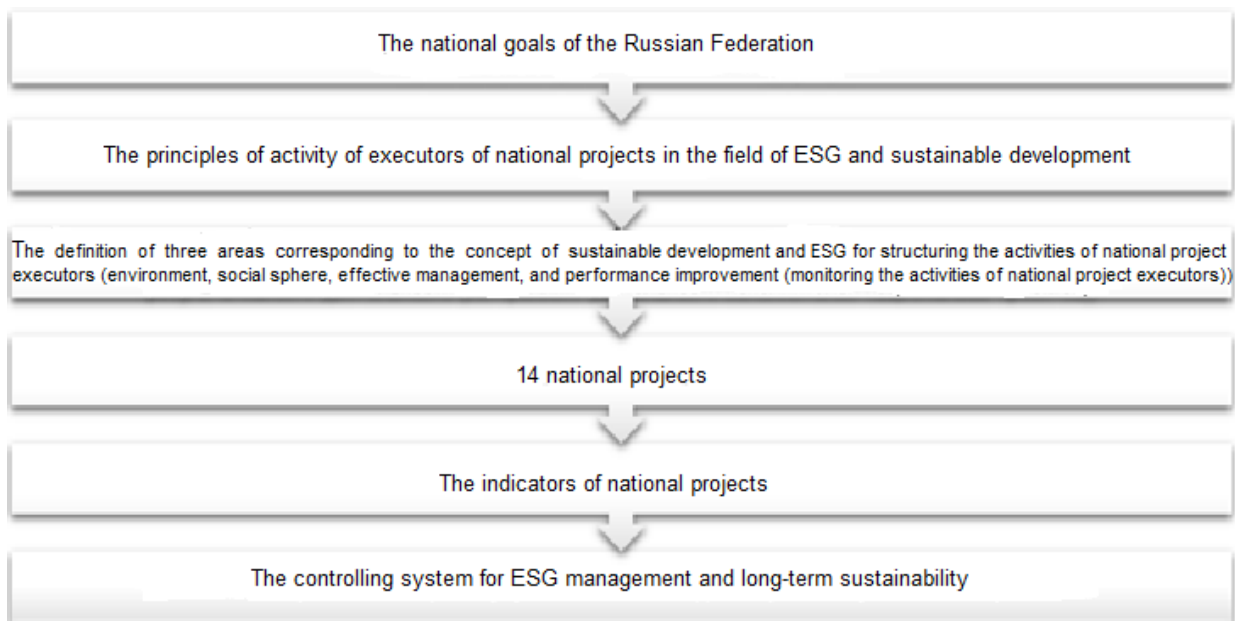 The national goals of the Russian Federation
The principles of activity of executors of national projects in the field of ESG and sustainable development
The definition of three areas corresponding to the concept of sustainable development and ESG for structuring the activities of national project
executors (environment, social sphere, effective management, and performance improvement (monitoring the activities of national project executors))
14 national projects
The indicators of national projects
The controlling system for ESG management and long-term sustainability